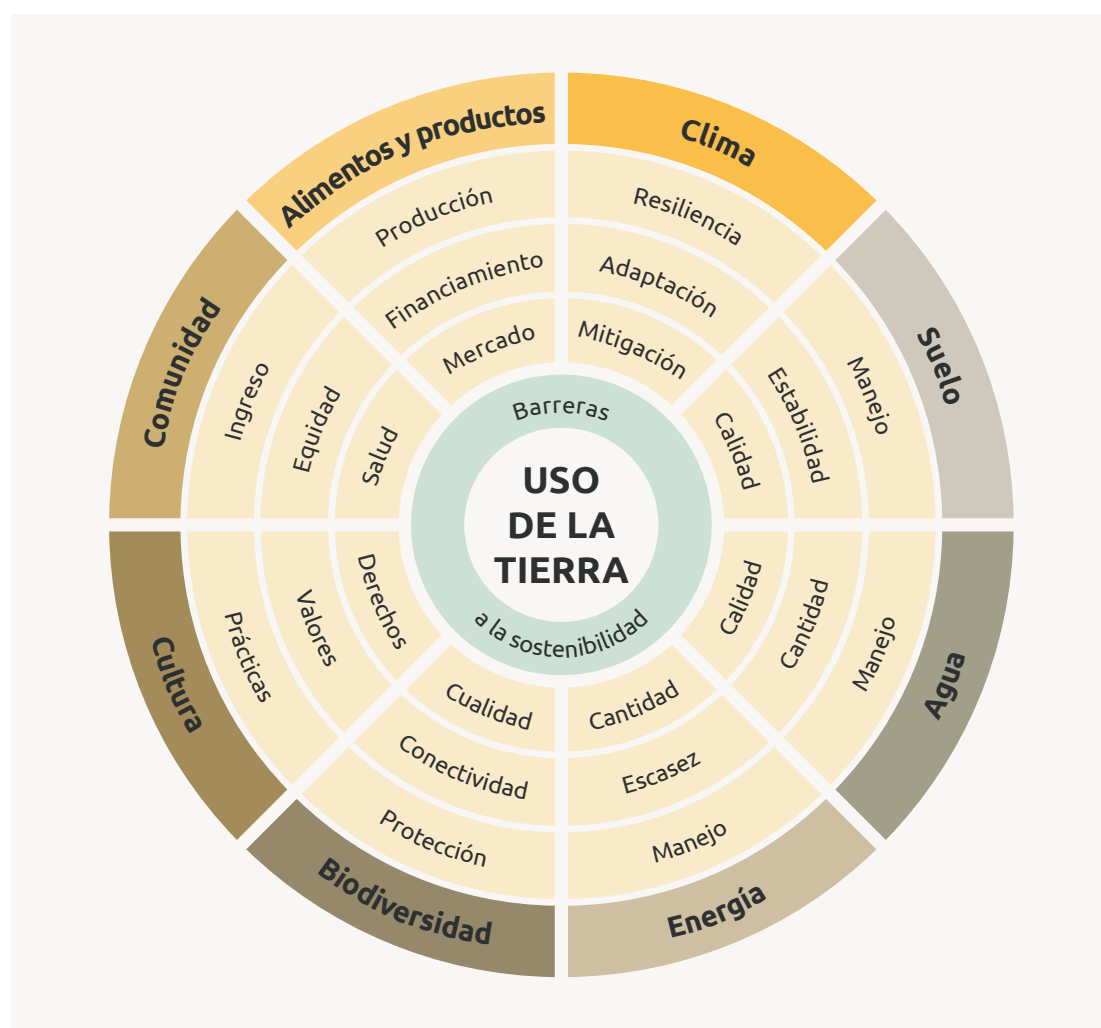 Alimentos y productos
Producción
Financiamiento
Mercado
Clima
Resiliencia
Adaptación
Mitigación
Suelo
Manejo
Estabilidad
Calidad
Agua
Manejo
Cantidad
Calidad
Energía
Manejo
Escasez
Cantidad
Biodiversidad
Protección
Conectividad
Cualidad
Cultura
Prácticas
Valores
Derechos
Comunidad
Ingreso
Equidad
Salud
Barreras
USO
DE LA
TIERRA
a la sostenibilidad